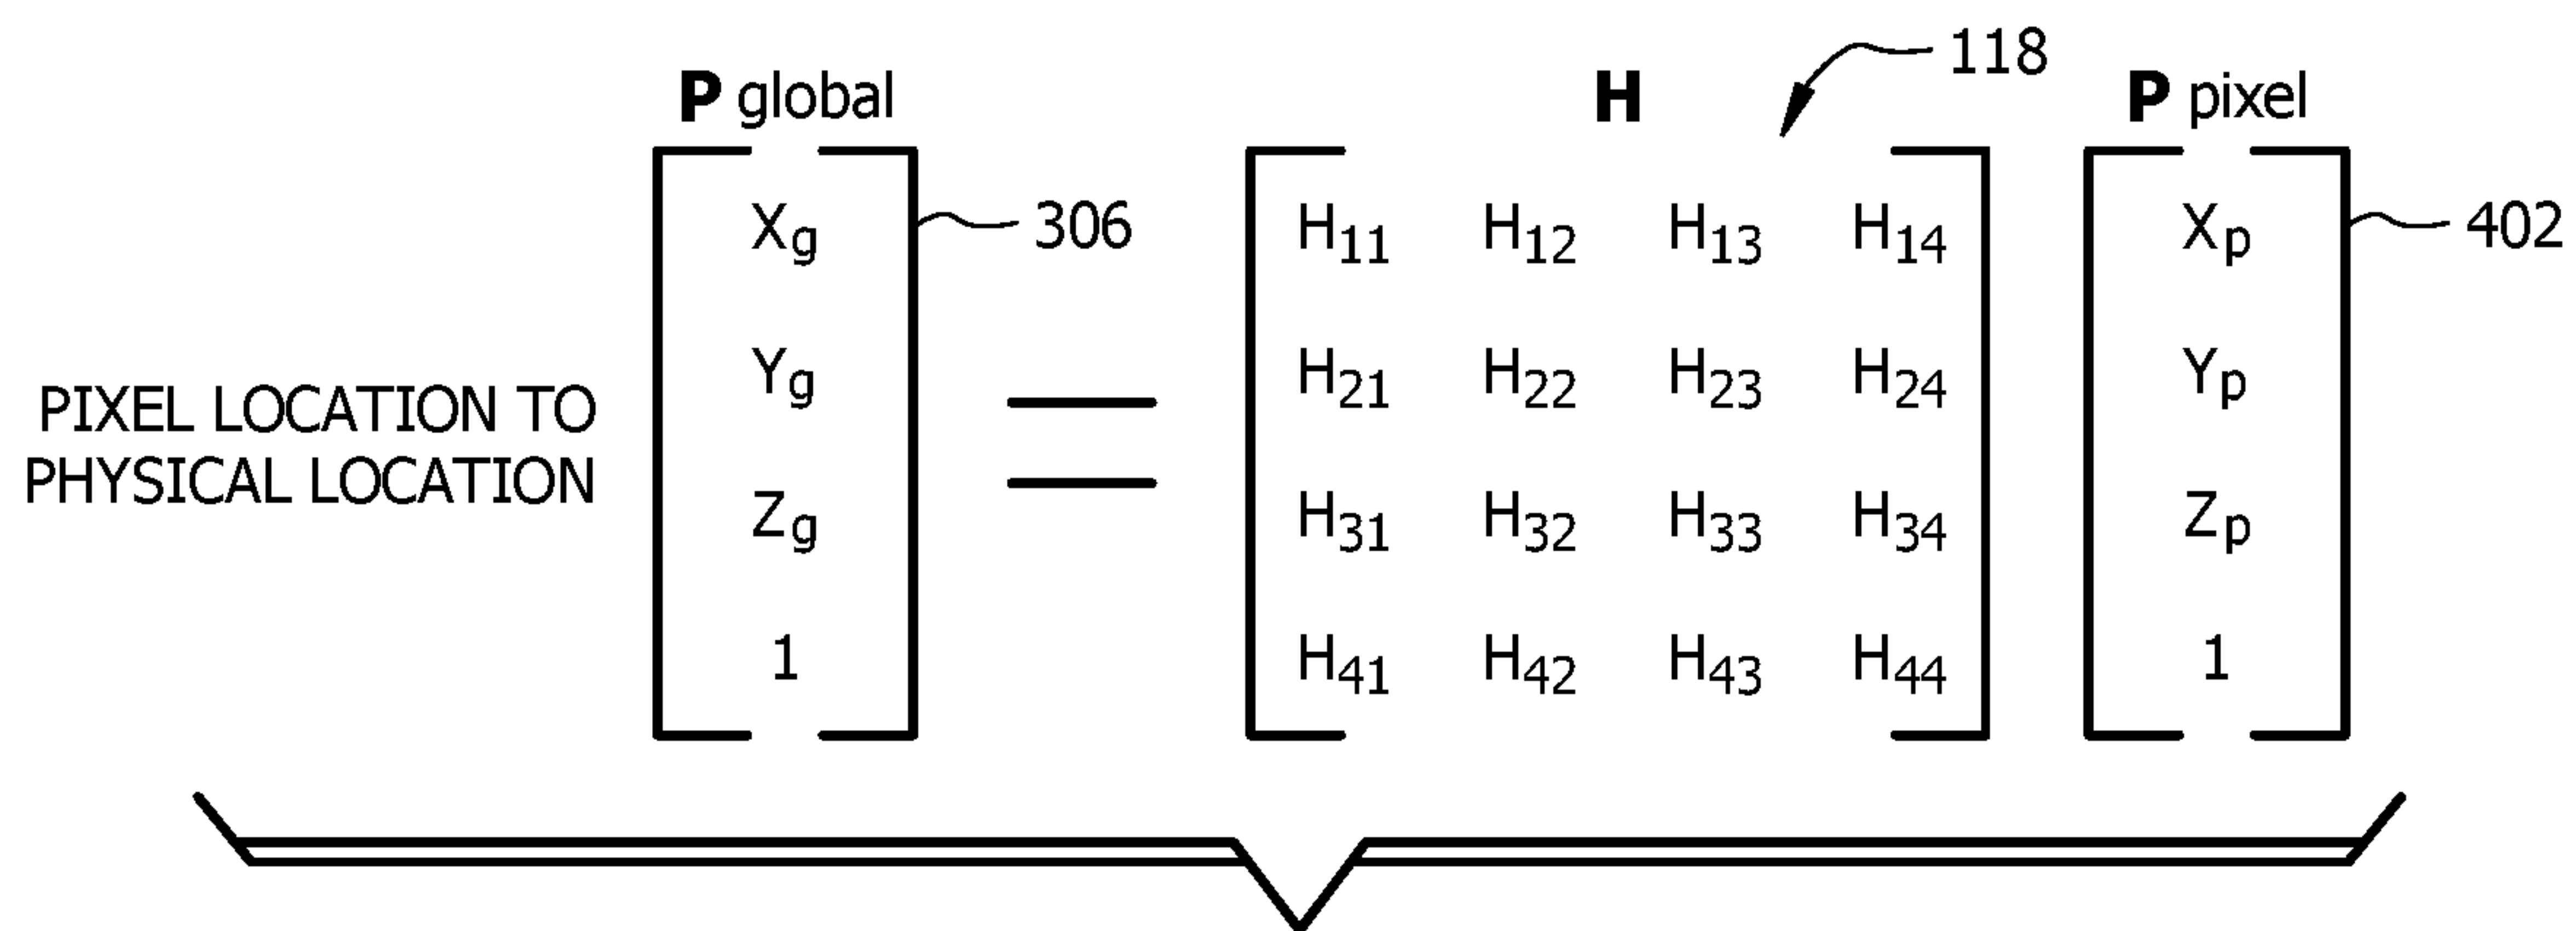 118
P global H P pixel
Xg 306 H11 H12 H13 H14 Xp 402
Yg H21 H22 H23 H24 Yp
PIXEL LOCATION TO
PHYSICAL LOCATION
=
Zg H31 H32 H33 H34 Zp
1 H41 H42 H43 H44 1